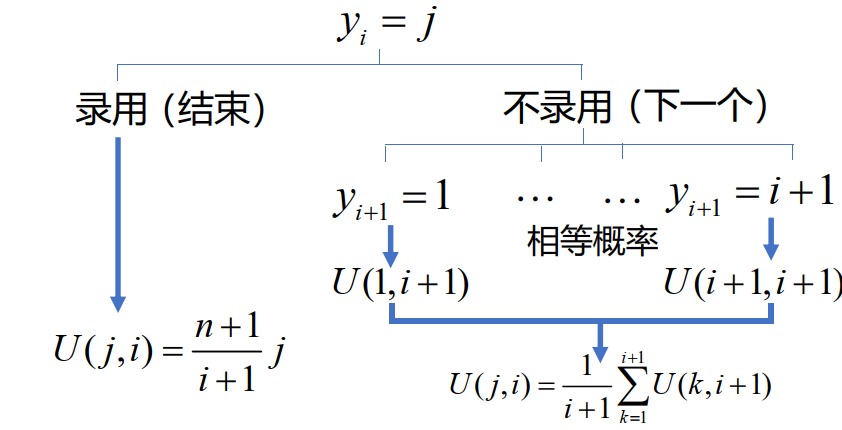 y_i = j
录用（结束）
不录用（下一个）
y_{i+1} = 1 … … y_{i+1} = i+1
相等概率
U(1,i+1) U(i+1,i+1)
U(j,i) = \frac{n+1}{i+1} j
U(j,i) = \frac{1}{i+1} \sum_{k=1}^{i+1} U(k,i+1)